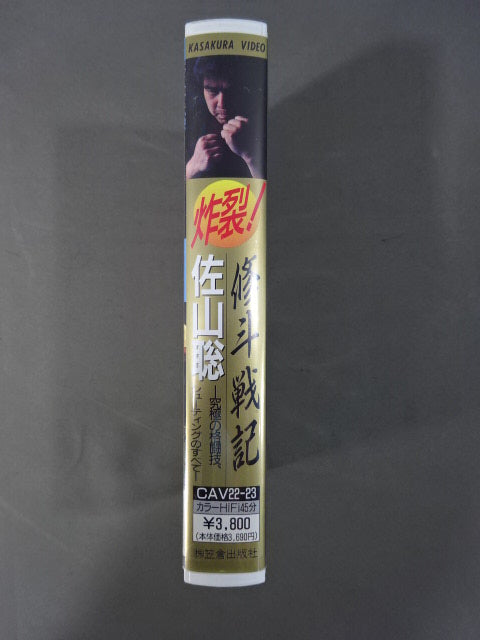 KASAKURA VIDEO
炸裂!
修斗戦記
佐山聡
―究極の格闘技、
シューティングのすべて―
CAV22-23
カラーHiFi45分
¥3,800
(本体価格3,690円)
㈱笠倉出版社